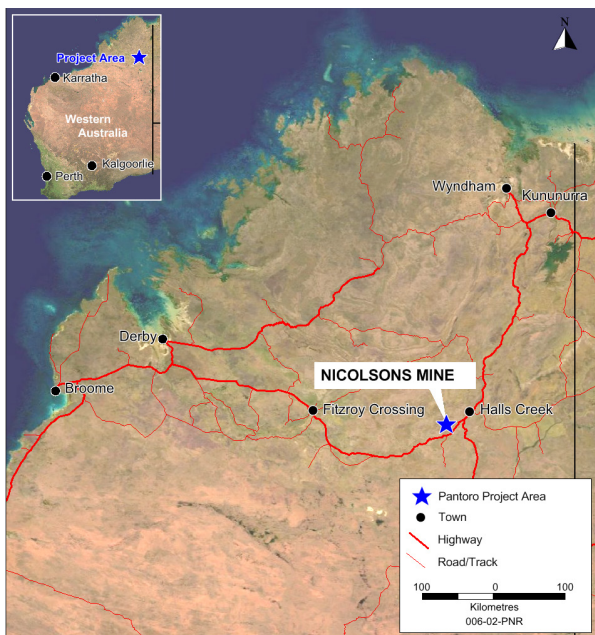 Project Area
Karratha
Western
Australia
Kalgoorlie
Perth
N
Wyndham
Kununurra
Derby
NICOLSONS MINE
Broome
Fitzroy Crossing
Halls Creek
Pantoro Project Area
Town
Highway
Road/Track
100 0 100
Kilometres
006-02-PNR